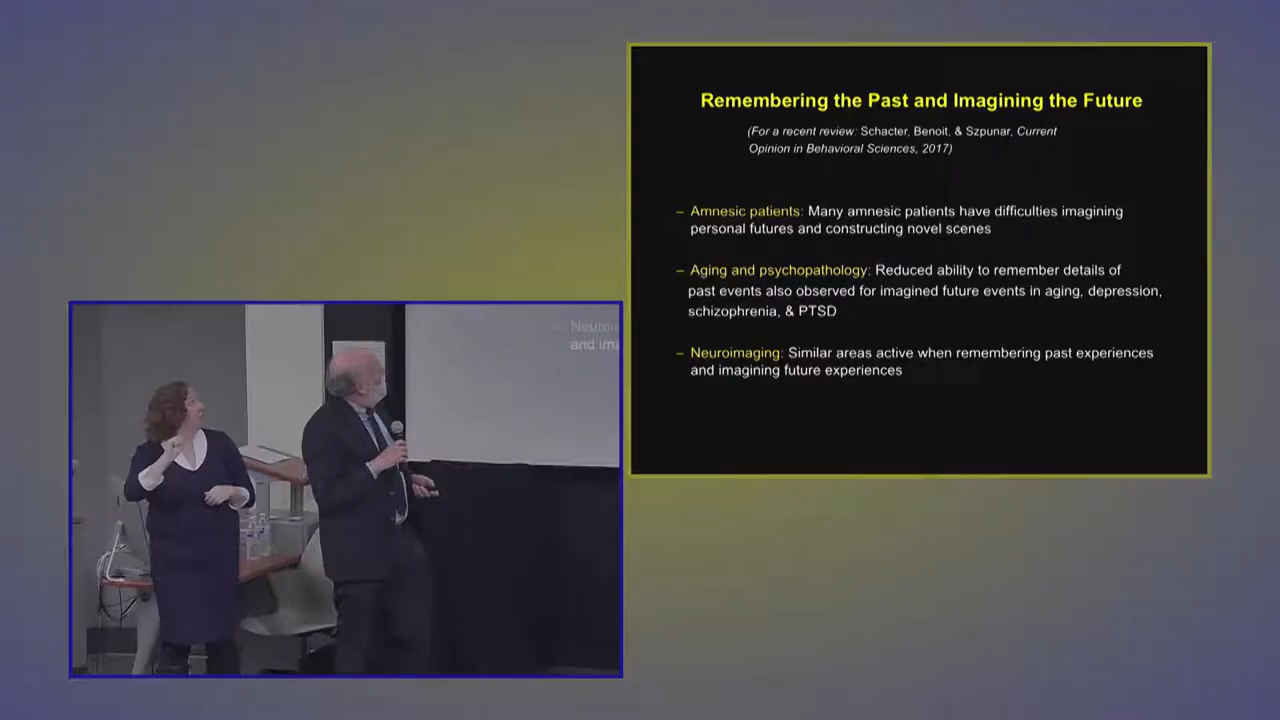 Remembering the Past and Imagining the Future
(For a recent review: Schacter, Benoit, & Szpunar, Current
Opinion in Behavioral Sciences, 2017)
– Amnesic patients: Many amnesic patients have difficulties imagining
personal futures and constructing novel scenes
– Aging and psychopathology: Reduced ability to remember details of
past events also observed for imagined future events in aging, depression,
schizophrenia, & PTSD
– Neuroimaging: Similar areas active when remembering past experiences
and imagining future experiences
– Neuroi
and ima